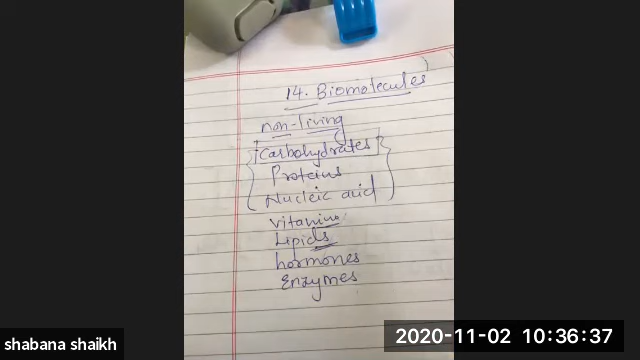 14. Biomolecules
non-living
Carbohydrates
Proteins
Nucleic acid
vitamins
Lipids
hormones
Enzymes
shabana shaikh
2020-11-02 10:36:37